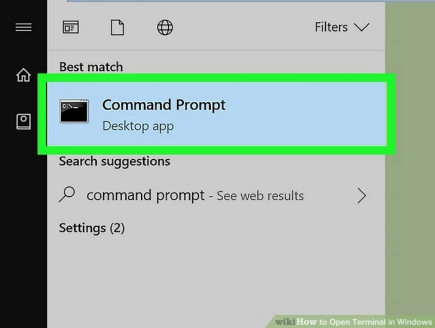 Filters
Best match
Command Prompt
Desktop app
Search suggestions
command prompt - See web results
Settings (2)
wikiHow to Open Terminal in Windows